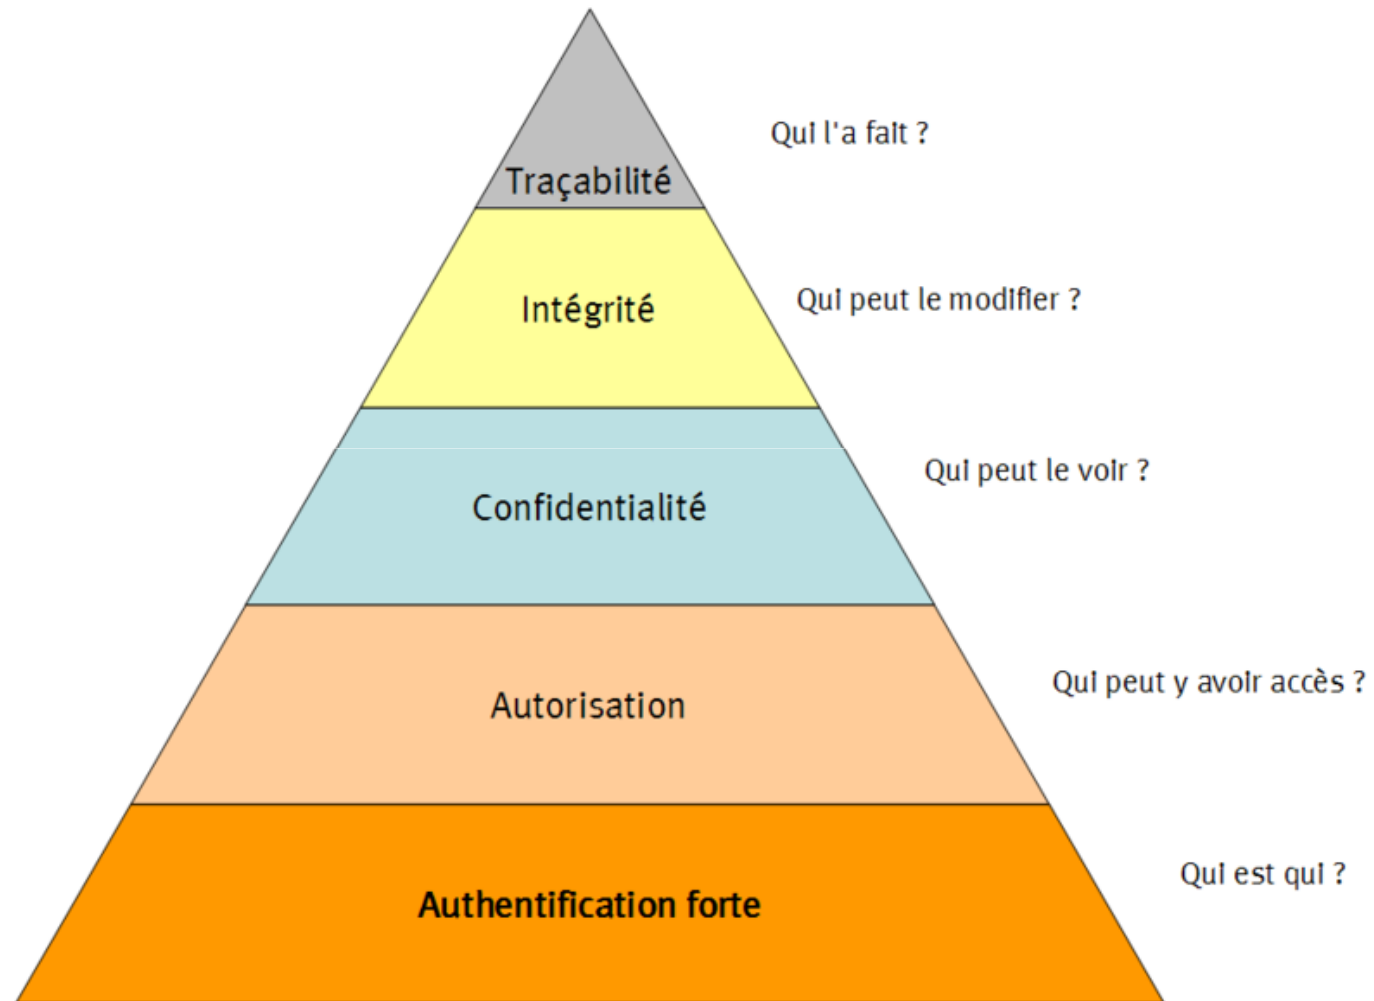 Qui l'a fait ?
Traçabilité
Intégrité
Qui peut le modifier ?
Qui peut le voir ?
Confidentialité
Qui peut y avoir accès ?
Autorisation
Qui est qui ?
Authentification forte